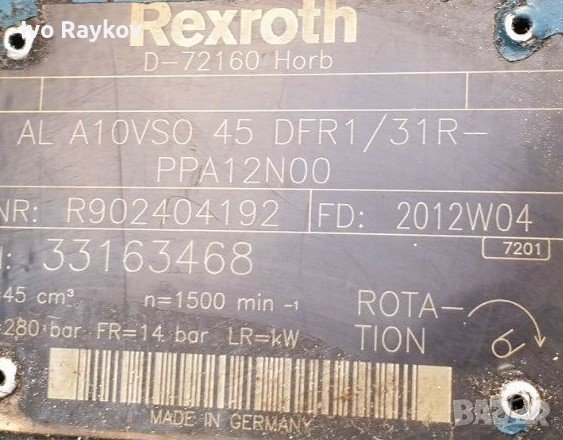 Ivo Raykov
Rexroth
D-72160 Horb
AL A10VSO 45 DFR1/31R-
PPA12N00
NR: R902404192 FD: 2012W04
7201
: 33163468
=45 cm³ n=1500 min -1 ROTA-
=280 bar FR=14 bar LR=kW TION
MADE IN GERMANY
BAZAR